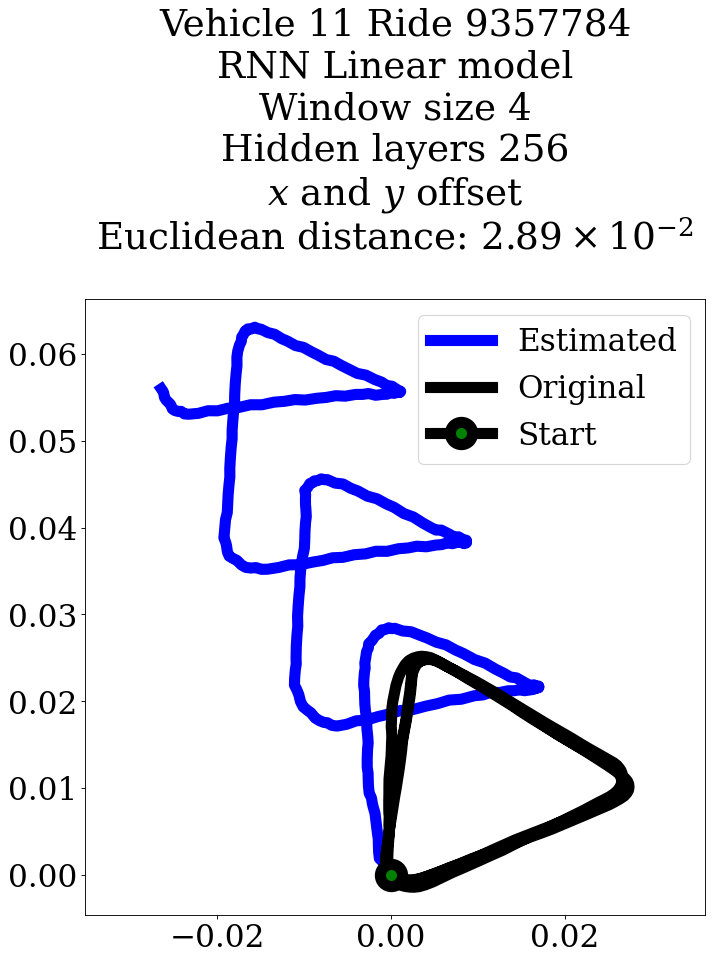 Vehicle 11 Ride 9357784
RNN Linear model
Window size 4
Hidden layers 256
x and y offset
Euclidean distance: 2.89 × 10⁻²
Estimated
Original
Start
0.06
0.05
0.04
0.03
0.02
0.01
0.00
−0.02 0.00 0.02